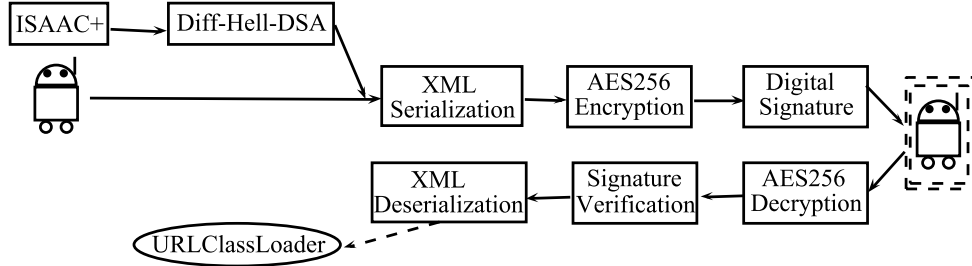 ISAAC+
Diff-Hell-DSA
XML
Serialization
AES256
Encryption
Digital
Signature
XML
Deserialization
Signature
Verification
AES256
Decryption
URLClassLoader